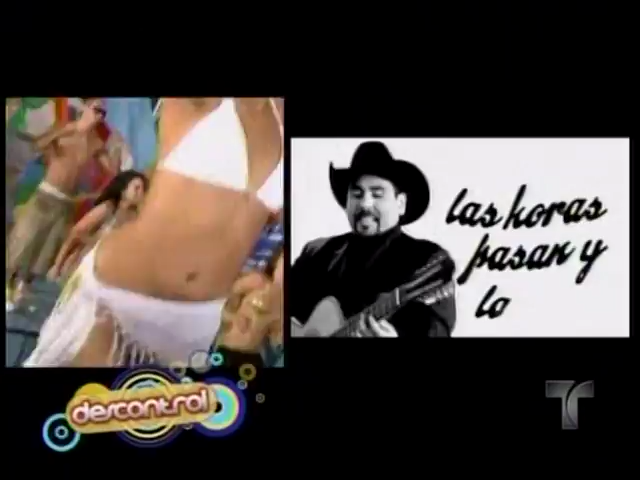 las horas
pasan y
lo
descontrol
T